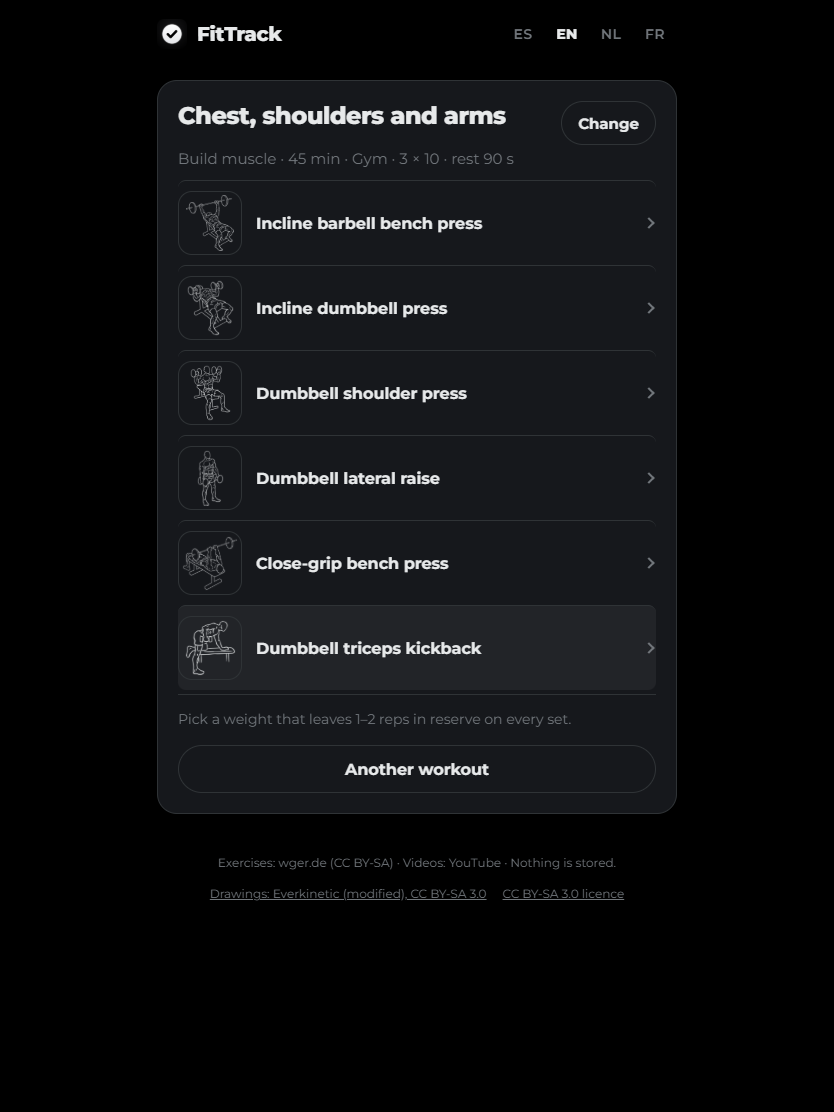 FitTrack
ES EN NL FR
Chest, shoulders and arms
Change
Build muscle · 45 min · Gym · 3 × 10 · rest 90 s
Incline barbell bench press
Incline dumbbell press
Dumbbell shoulder press
Dumbbell lateral raise
Close-grip bench press
Dumbbell triceps kickback
Pick a weight that leaves 1–2 reps in reserve on every set.
Another workout
Exercises: wger.de (CC BY-SA) · Videos: YouTube · Nothing is stored.
Drawings: Everkinetic (modified), CC BY-SA 3.0 CC BY-SA 3.0 licence